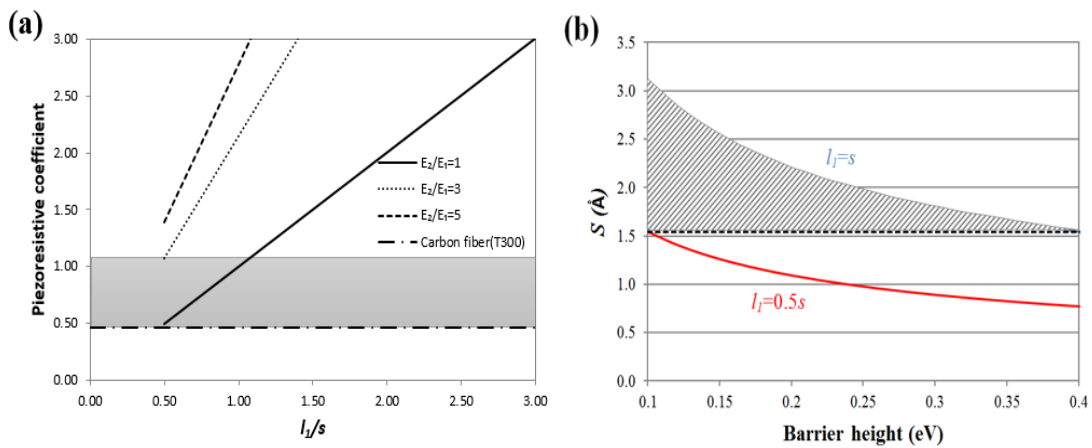 (a)
Piezoresistive coefficient
3.00
2.50
2.00
1.50
1.00
0.50
0.00
E₂/E₁=1
E₂/E₁=3
E₂/E₁=5
Carbon fiber(T300)
0.00 0.50 1.00 1.50 2.00 2.50 3.00
l₁/s
(b)
S (Å)
3.5
3.0
2.5
2.0
1.5
1.0
0.5
0.0
l₁=s
l₁=0.5s
0.1 0.15 0.2 0.25 0.3 0.35 0.4
Barrier height (eV)